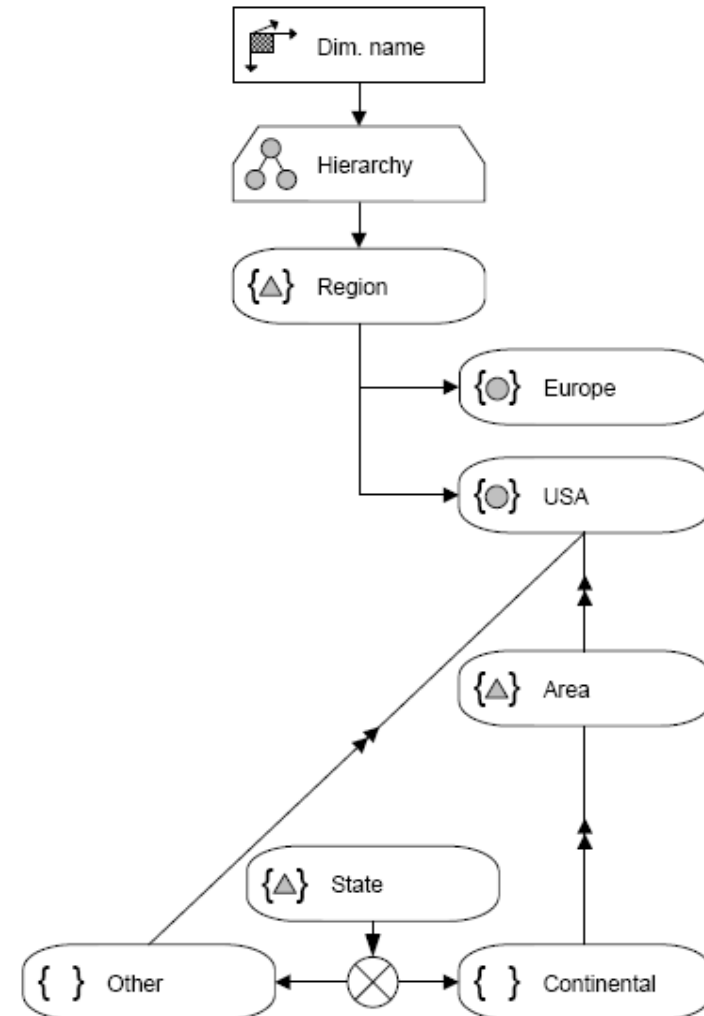 Dim. name
Hierarchy
{ } Region
{ } Europe
{ } USA
{ } Area
{ } State
{ } Other
{ } Continental